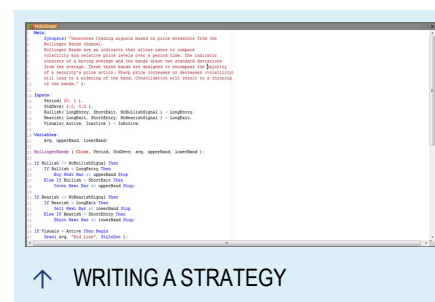 Meta:
Synopsis( "Generates trading signals based on price breakouts from the
Bollinger Bands channel.
Bollinger Bands are an indicator that allows users to compare
volatility and relative price levels over a period time. The indicator
consists of a moving average and two bands drawn two standard deviations
from the average. These three bands are designed to encompass the majority
of a security's price action. Sharp price increases or decreases (volatility)
will lead to a widening of the band. Consolidation will result to a thinning
of the bands." );
Inputs:
Period( 20, 1 ),
StdDevs( 2.0, 0.0 ),
Bullish( LongEntry, ShortExit, NoBullishSignal ) = LongEntry,
Bearish( LongExit, ShortEntry, NoBearishSignal ) = LongExit,
Visuals( Active, Inactive ) = InActive;
Variables:
avg, upperBand, lowerBand;
BollingerBands ( Close, Period, StdDevs, avg, upperBand, lowerBand );
If Bullish <> NoBullishSignal Then
If Bullish = LongEntry Then
Buy Next Bar at upperBand Stop
Else If Bullish = ShortExit Then
Cover Next Bar at upperBand Stop;
If Bearish <> NoBearishSignal Then
If Bearish = LongExit Then
Sell Next Bar at lowerBand Stop
Else If Bearish = ShortEntry Then
Short Next Bar at lowerBand Stop;
If Visuals = Active Then Begin
Draw( avg, "Mid Line", StyleDot );
↑ WRITING A STRATEGY